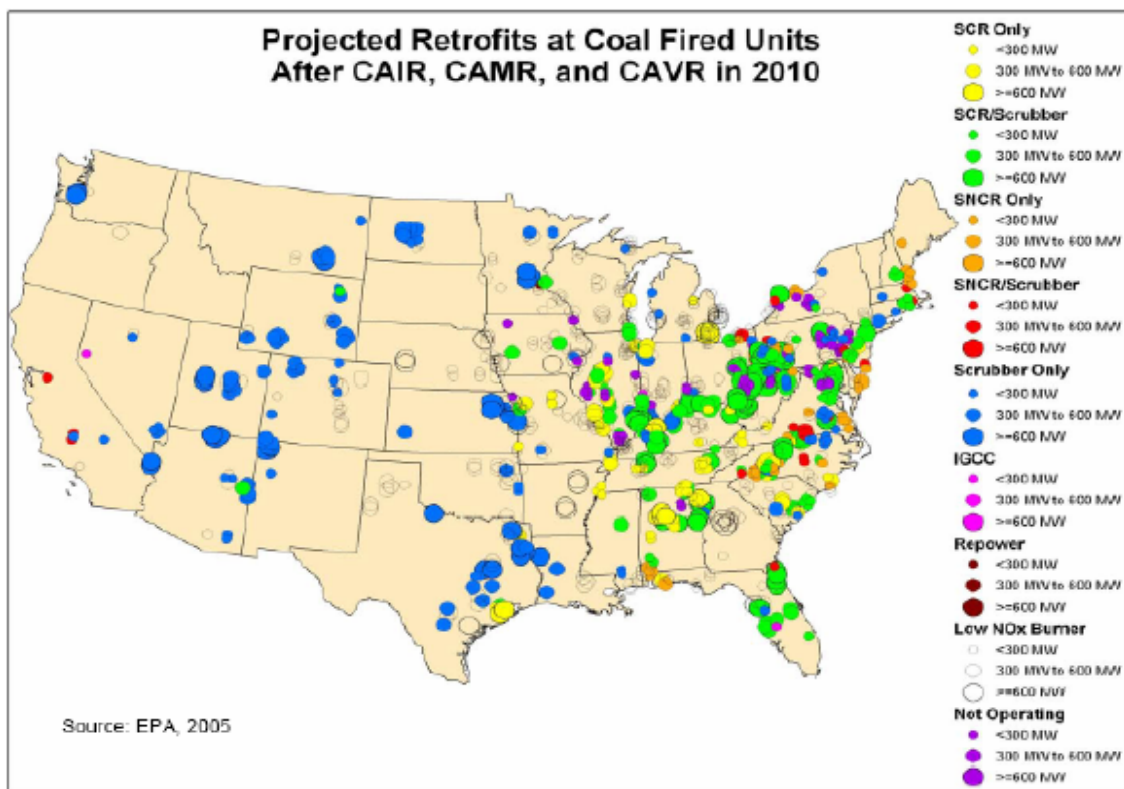 Projected Retrofits at Coal Fired Units
After CAIR, CAMR, and CAVR in 2010
SCR Only
<300 MW
300 MW to 600 MW
>=600 MW
SCR/Scrubber
<300 MW
300 MW to 600 MW
>=600 MW
SNCR Only
<300 MW
300 MW to 600 MW
>=600 MW
SNCR/Scrubber
<300 MW
300 MW to 600 MW
>=600 MW
Scrubber Only
<300 MW
300 MW to 600 MW
>=600 MW
IGCC
<300 MW
300 MW to 600 MW
>=600 MW
Repower
<300 MW
300 MW to 600 MW
>=600 MW
Low NOx Burner
<300 MW
300 MW to 600 MW
>=600 MW
Not Operating
<300 MW
300 MW to 600 MW
>=600 MW
Source: EPA, 2005